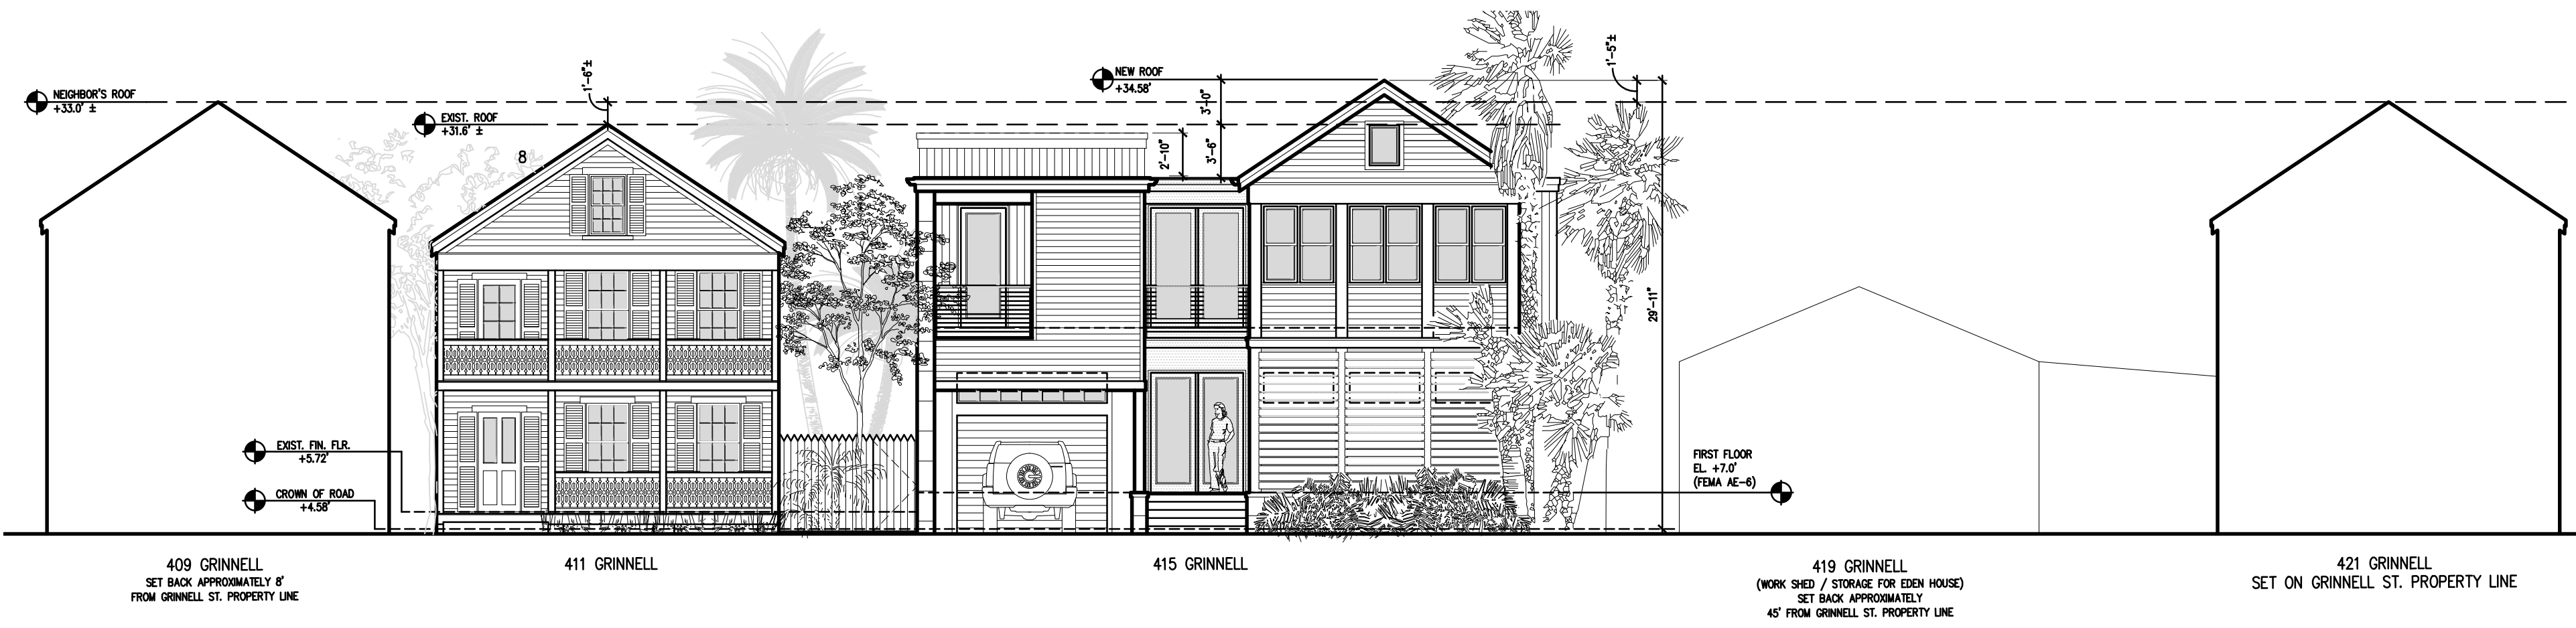 NEIGHBOR'S ROOF
+33.0' ±
EXIST. ROOF
+31.6' ±
8
1'-6"±
NEW ROOF
+34.58'
3'-0"
3'-6"
2'-10"
1'-5"±
29'-11"
EXIST. FIN. FLR.
+5.72'
CROWN OF ROAD
+4.58'
FIRST FLOOR
EL. +7.0'
(FEMA AE-6)
409 GRINNELL
SET BACK APPROXIMATELY 8'
FROM GRINNELL ST. PROPERTY LINE
411 GRINNELL
415 GRINNELL
419 GRINNELL
(WORK SHED / STORAGE FOR EDEN HOUSE)
SET BACK APPROXIMATELY
45' FROM GRINNELL ST. PROPERTY LINE
421 GRINNELL
SET ON GRINNELL ST. PROPERTY LINE